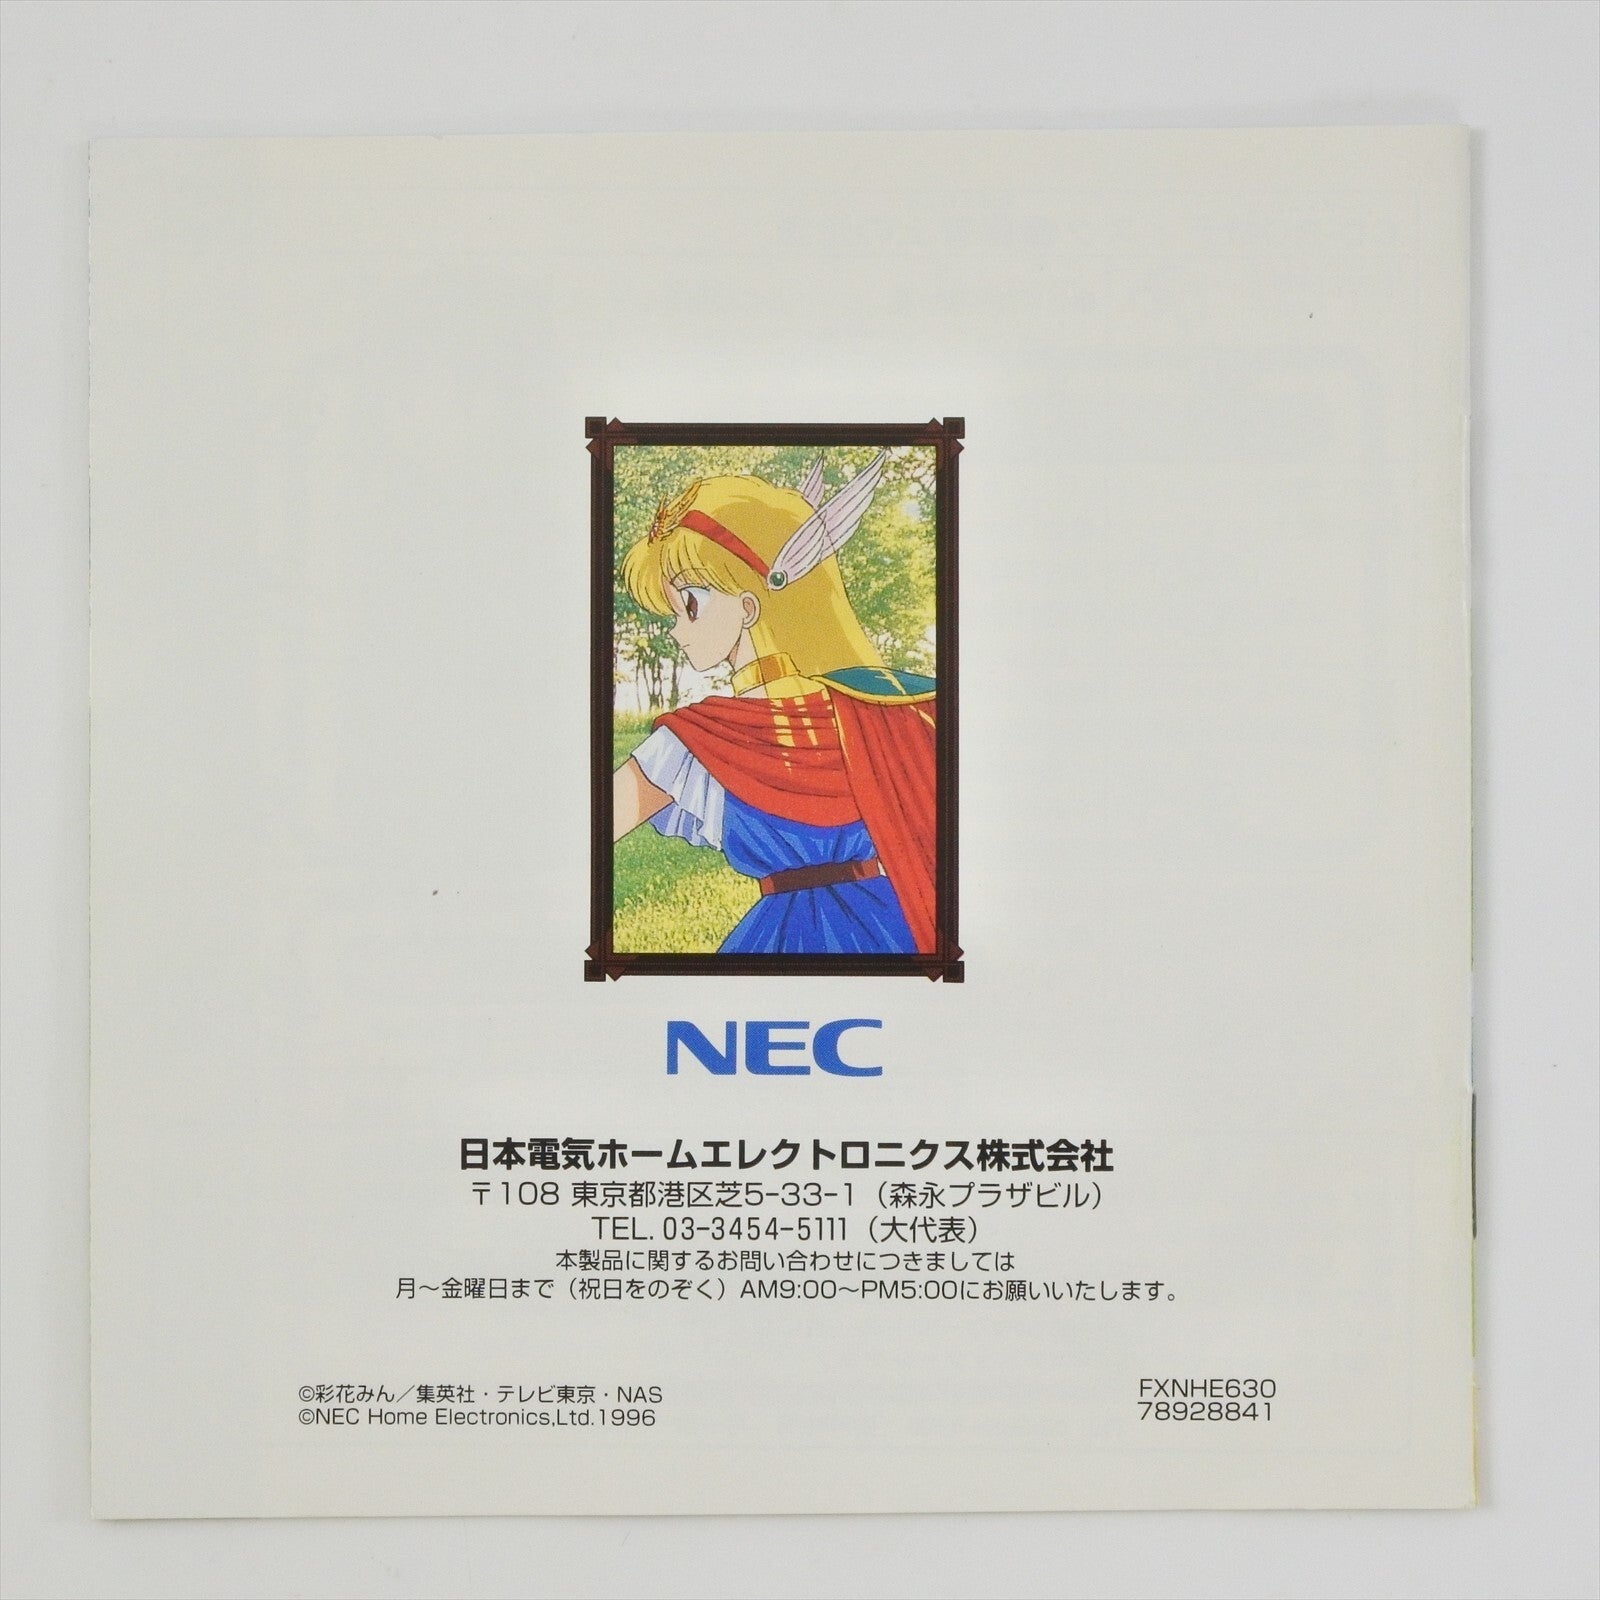 NEC
日本電気ホームエレクトロニクス株式会社
〒108 東京都港区芝5-33-1（森永プラザビル）
TEL. 03-3454-5111（大代表）
本製品に関するお問い合わせにつきましては
月〜金曜日まで（祝日をのぞく）AM9:00〜PM5:00にお願いいたします。
©彩花みん／集英社・テレビ東京・NAS
©NEC Home Electronics,Ltd.1996
FXNHE630
78928841